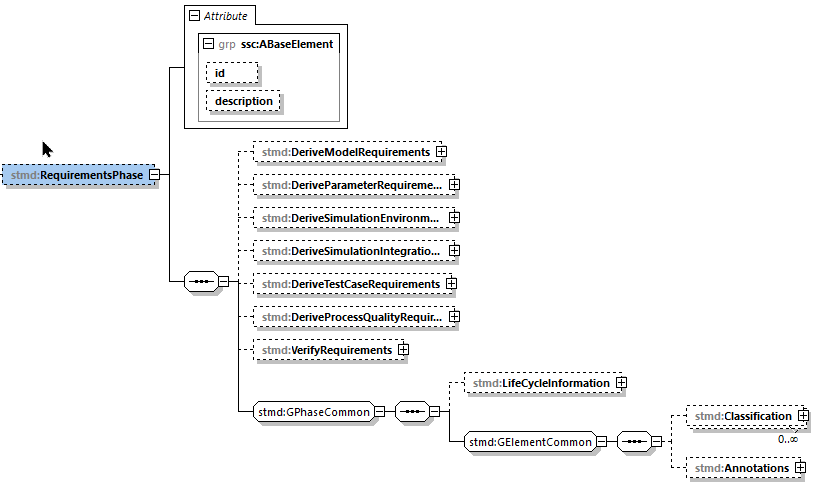 Attribute
grp ssc:ABaseElement
id
description
stmd:DeriveModelRequirements
stmd:RequirementsPhase
stmd:DeriveParameterRequireme...
stmd:DeriveSimulationEnvironm...
stmd:DeriveSimulationIntegratio...
stmd:DeriveTestCaseRequirements
stmd:DeriveProcessQualityRequir...
stmd:VerifyRequirements
stmd:LifeCycleInformation
stmd:GPhaseCommon
stmd:Classification
0..∞
stmd:GElementCommon
stmd:Annotations